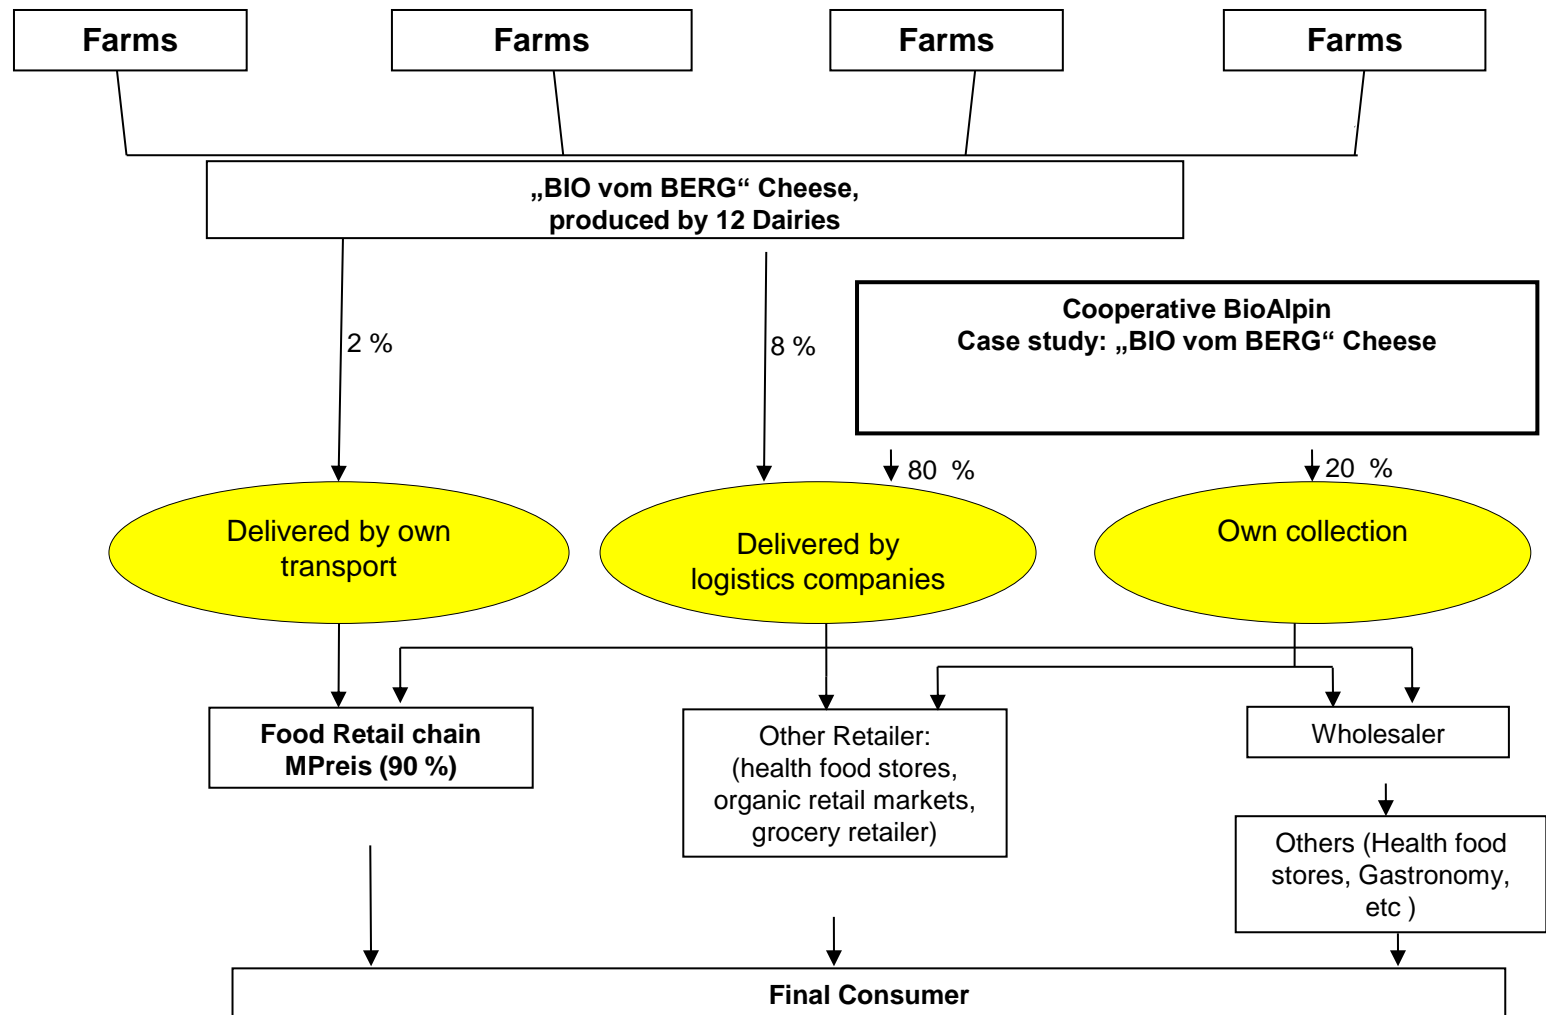 Farms
Farms
Farms
Farms
„BIO vom BERG“ Cheese,
produced by 12 Dairies
Cooperative BioAlpin
Case study: „BIO vom BERG“ Cheese
2 %
8 %
80 %
20 %
Delivered by own
transport
Delivered by
logistics companies
Own collection
Food Retail chain
MPreis (90 %)
Other Retailer:
(health food stores,
organic retail markets,
grocery retailer)
Wholesaler
Others (Health food
stores, Gastronomy,
etc )
Final Consumer